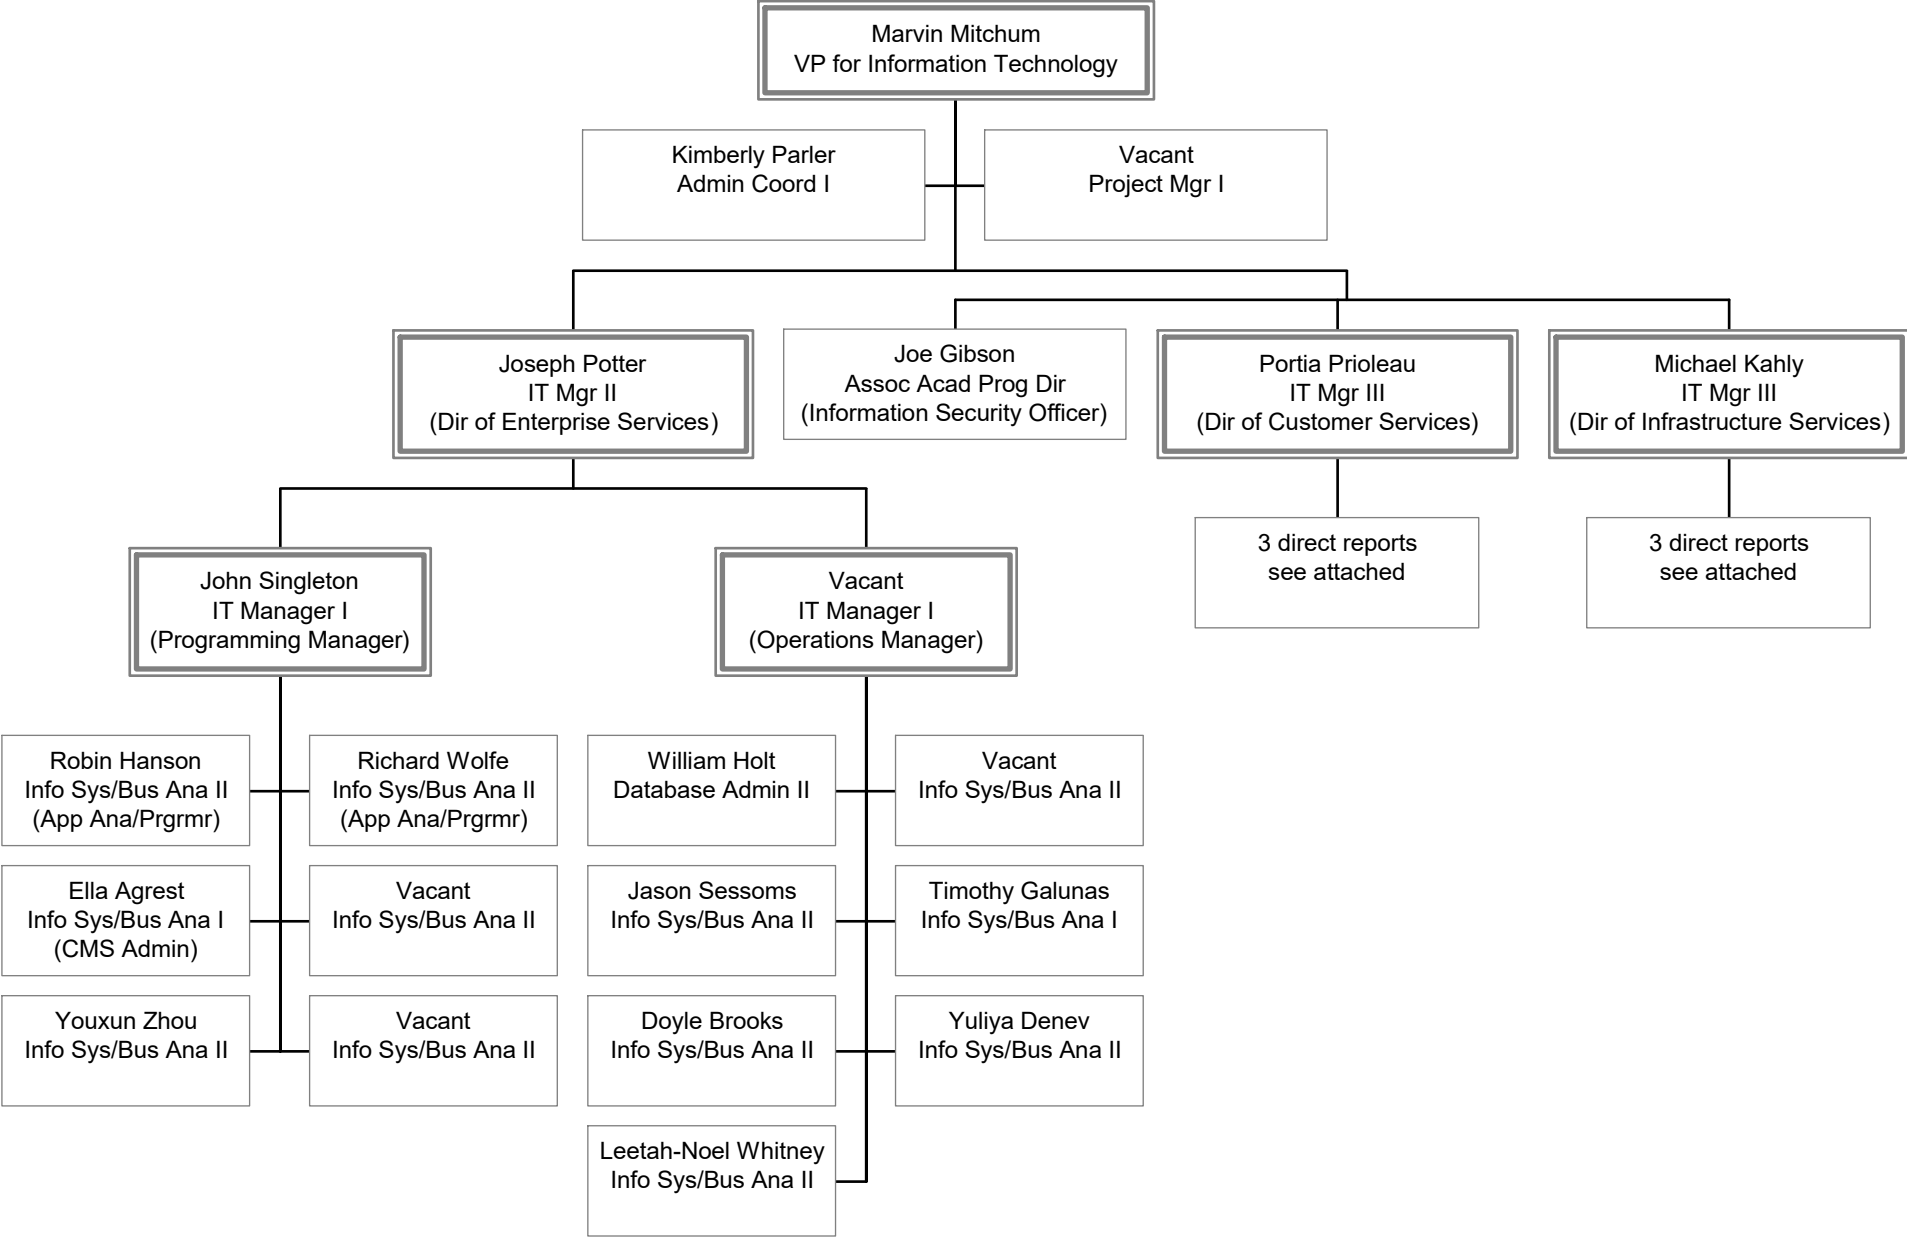 Marvin Mitchum
VP for Information Technology
Kimberly Parler
Admin Coord I
Vacant
Project Mgr I
Joseph Potter
IT Mgr II
(Dir of Enterprise Services)
Joe Gibson
Assoc Acad Prog Dir
(Information Security Officer)
Portia Prioleau
IT Mgr III
(Dir of Customer Services)
Michael Kahly
IT Mgr III
(Dir of Infrastructure Services)
3 direct reports
see attached
3 direct reports
see attached
John Singleton
IT Manager I
(Programming Manager)
Vacant
IT Manager I
(Operations Manager)
Robin Hanson
Info Sys/Bus Ana II
(App Ana/Prgrmr)
Richard Wolfe
Info Sys/Bus Ana II
(App Ana/Prgrmr)
William Holt
Database Admin II
Vacant
Info Sys/Bus Ana II
Ella Agrest
Info Sys/Bus Ana I
(CMS Admin)
Vacant
Info Sys/Bus Ana II
Jason Sessoms
Info Sys/Bus Ana II
Timothy Galunas
Info Sys/Bus Ana I
Youxun Zhou
Info Sys/Bus Ana II
Vacant
Info Sys/Bus Ana II
Doyle Brooks
Info Sys/Bus Ana II
Yuliya Denev
Info Sys/Bus Ana II
Leetah-Noel Whitney
Info Sys/Bus Ana II